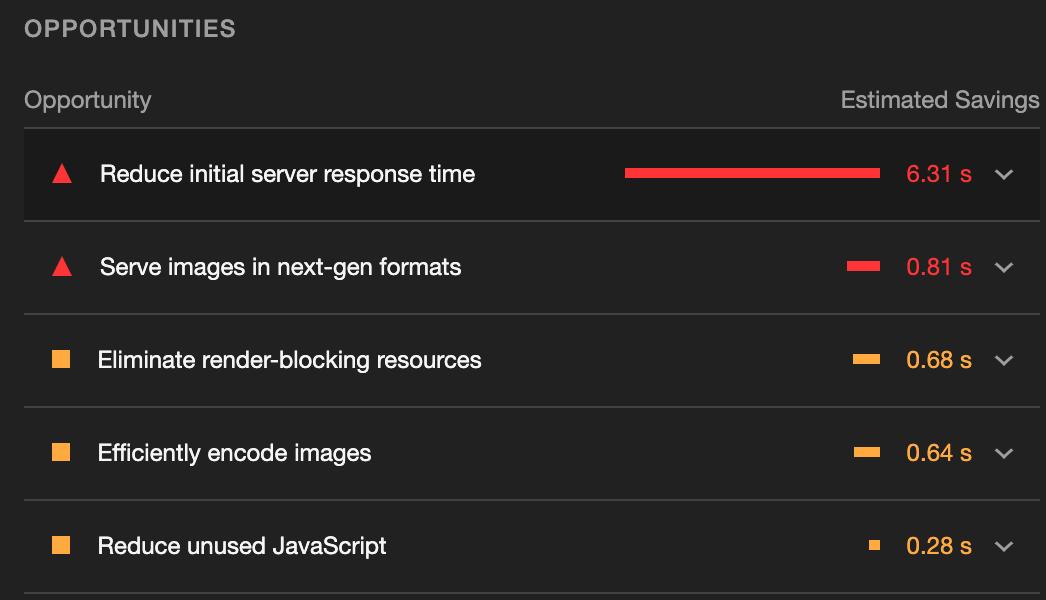 OPPORTUNITIES
Opportunity Estimated Savings
Reduce initial server response time 6.31 s
Serve images in next-gen formats 0.81 s
Eliminate render-blocking resources 0.68 s
Efficiently encode images 0.64 s
Reduce unused JavaScript 0.28 s